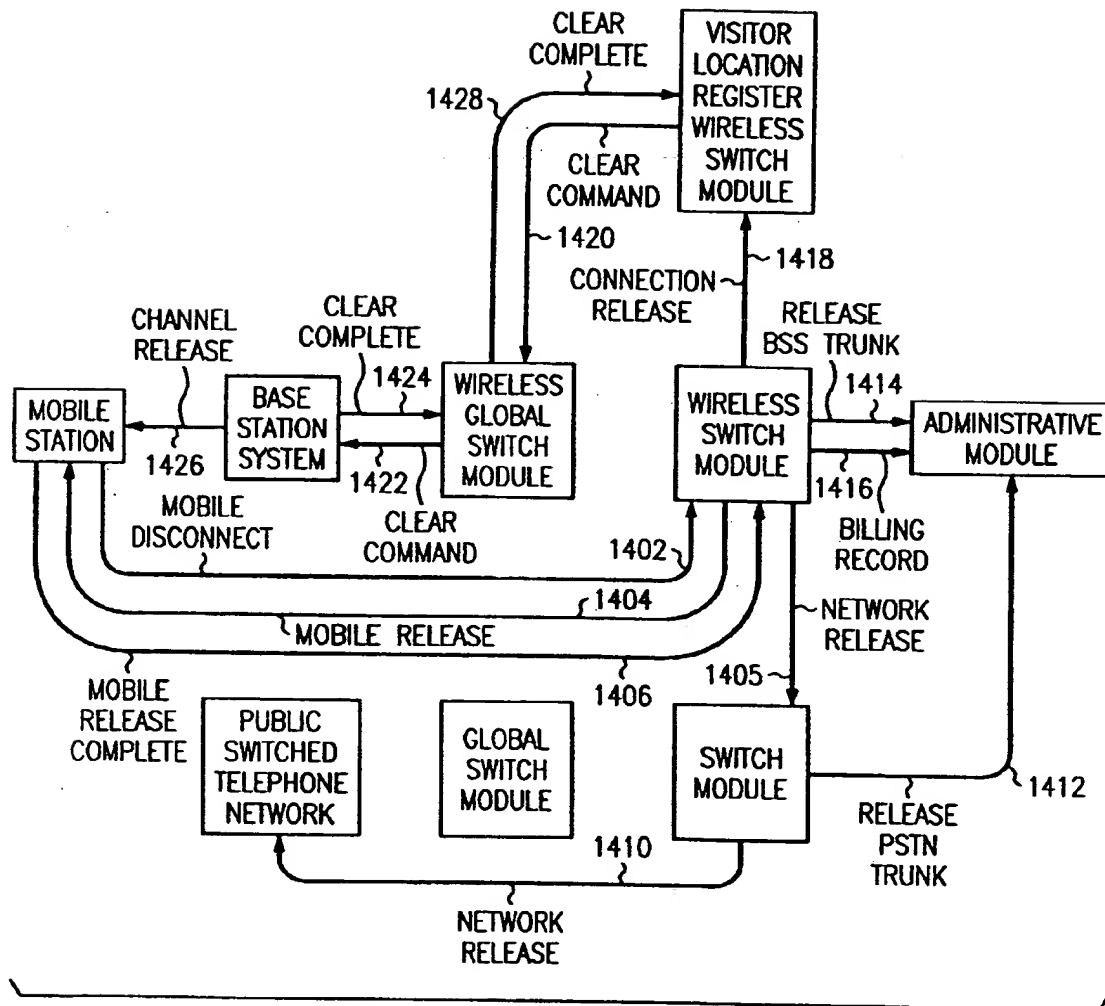 CLEAR
COMPLETE
1428
VISITOR
LOCATION
REGISTER
WIRELESS
SWITCH
MODULE
CLEAR
COMMAND
1420
1418
CONNECTION
RELEASE
CHANNEL
RELEASE
CLEAR
COMPLETE
1424
RELEASE
BSS TRUNK
1414
MOBILE
STATION
1426
BASE
STATION
SYSTEM
1422
WIRELESS
GLOBAL
SWITCH
MODULE
WIRELESS
SWITCH
MODULE
1416
ADMINISTRATIVE
MODULE
MOBILE
DISCONNECT
CLEAR
COMMAND
1402
BILLING
RECORD
1404
MOBILE RELEASE
NETWORK
RELEASE
1406
1405
MOBILE
RELEASE
COMPLETE
PUBLIC
SWITCHED
TELEPHONE
NETWORK
GLOBAL
SWITCH
MODULE
SWITCH
MODULE
1412
RELEASE
PSTN
TRUNK
1410
NETWORK
RELEASE